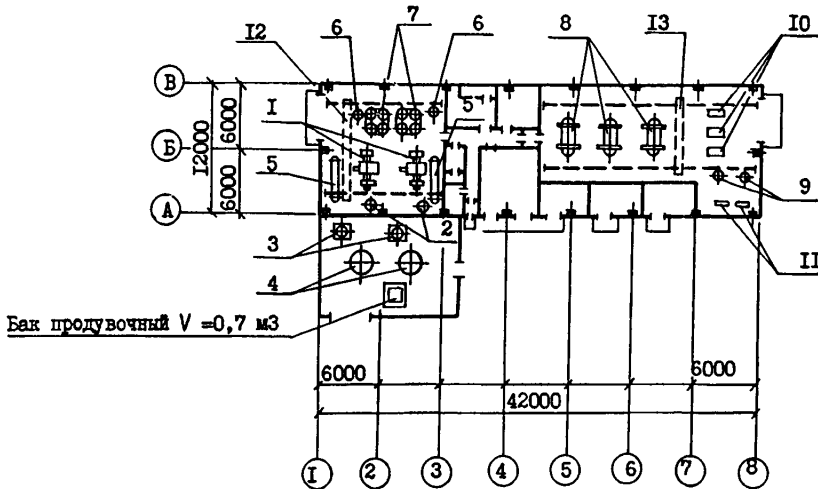 I2 6 7 6 8 I3 I0
В
I 5
6000
Б
I2000
5
6000
9
А
3 2 II
4
Бак продувочный V =0,7 м3
6000 6000
42000
I 2 3 4 5 6 7 8